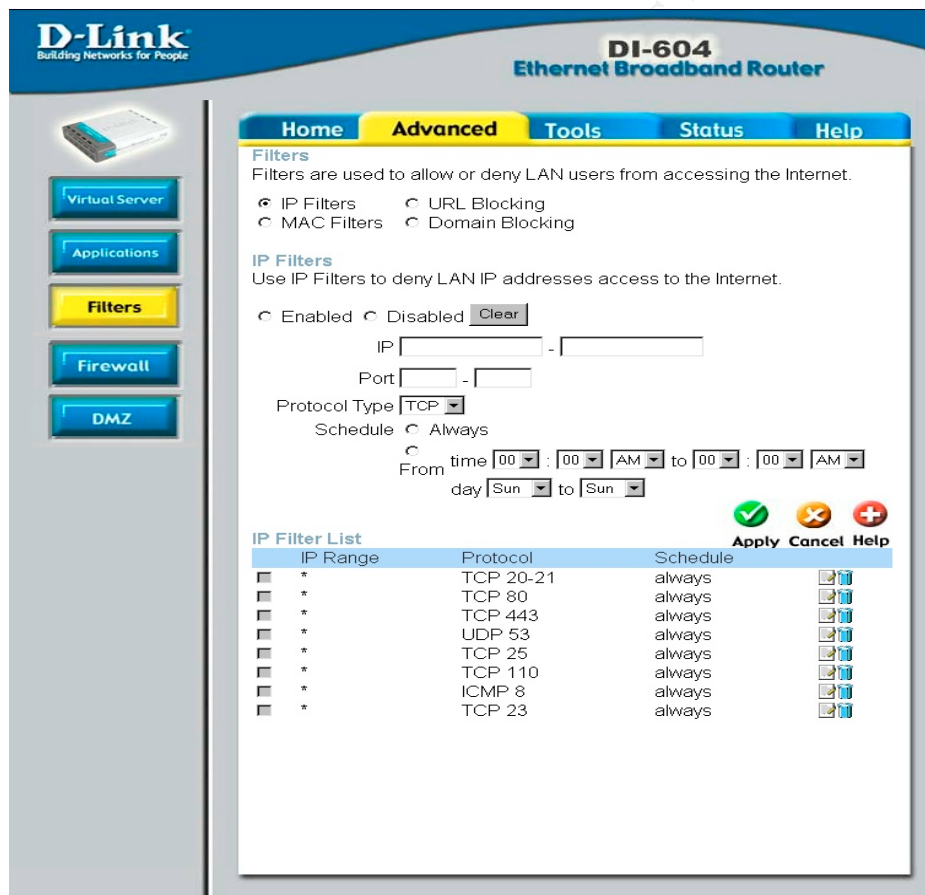 D-Link
Building Networks for People
DI-604
Ethernet Broadband Router
Home Advanced Tools Status Help
Virtual Server
Applications
Filters
Firewall
DMZ
Filters
Filters are used to allow or deny LAN users from accessing the Internet.
IP Filters URL Blocking
MAC Filters Domain Blocking
IP Filters
Use IP Filters to deny LAN IP addresses access to the Internet.
Enabled Disabled Clear
IP -
Port -
Protocol Type TCP
Schedule Always
From time 00 : 00 AM to 00 : 00 AM
day Sun to Sun
Apply Cancel Help
IP Filter List
IP Range Protocol Schedule
* TCP 20-21 always
* TCP 80 always
* TCP 443 always
* UDP 53 always
* TCP 25 always
* TCP 110 always
* ICMP 8 always
* TCP 23 always